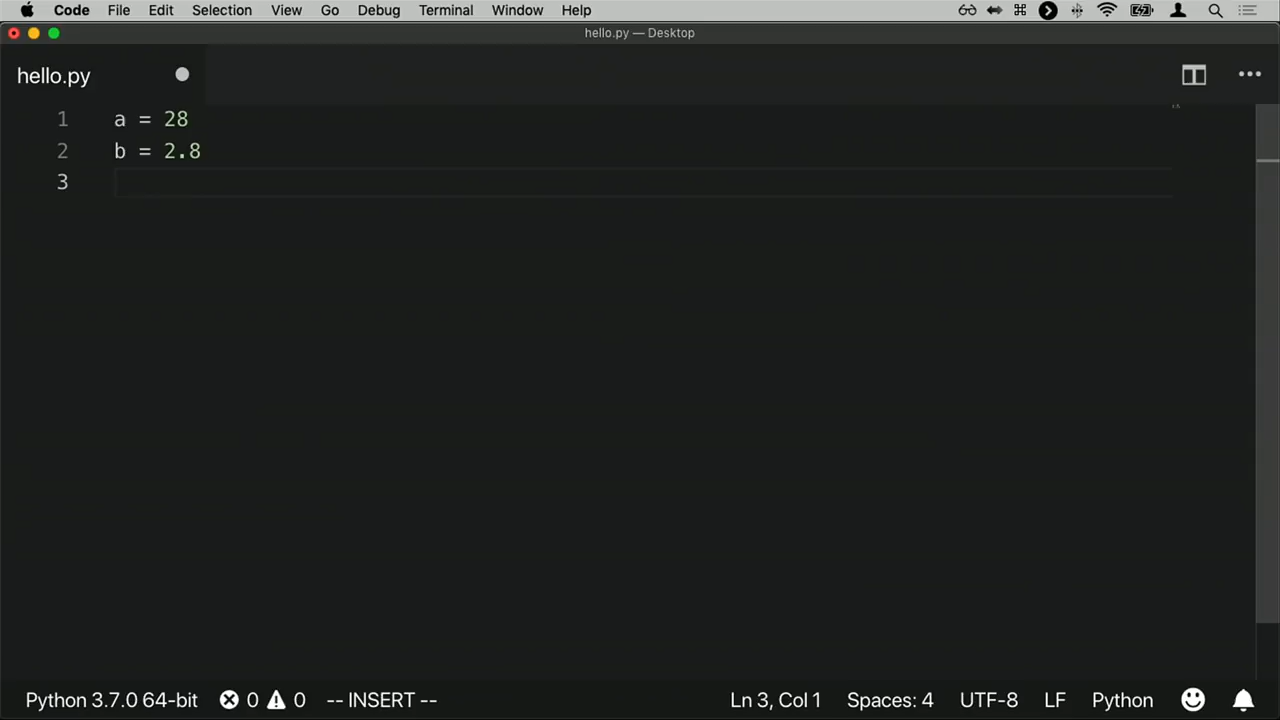 Code File Edit Selection View Go Debug Terminal Window Help
hello.py — Desktop
hello.py
1 a = 28
2 b = 2.8
3
Python 3.7.0 64-bit 0 0 -- INSERT -- Ln 3, Col 1 Spaces: 4 UTF-8 LF Python